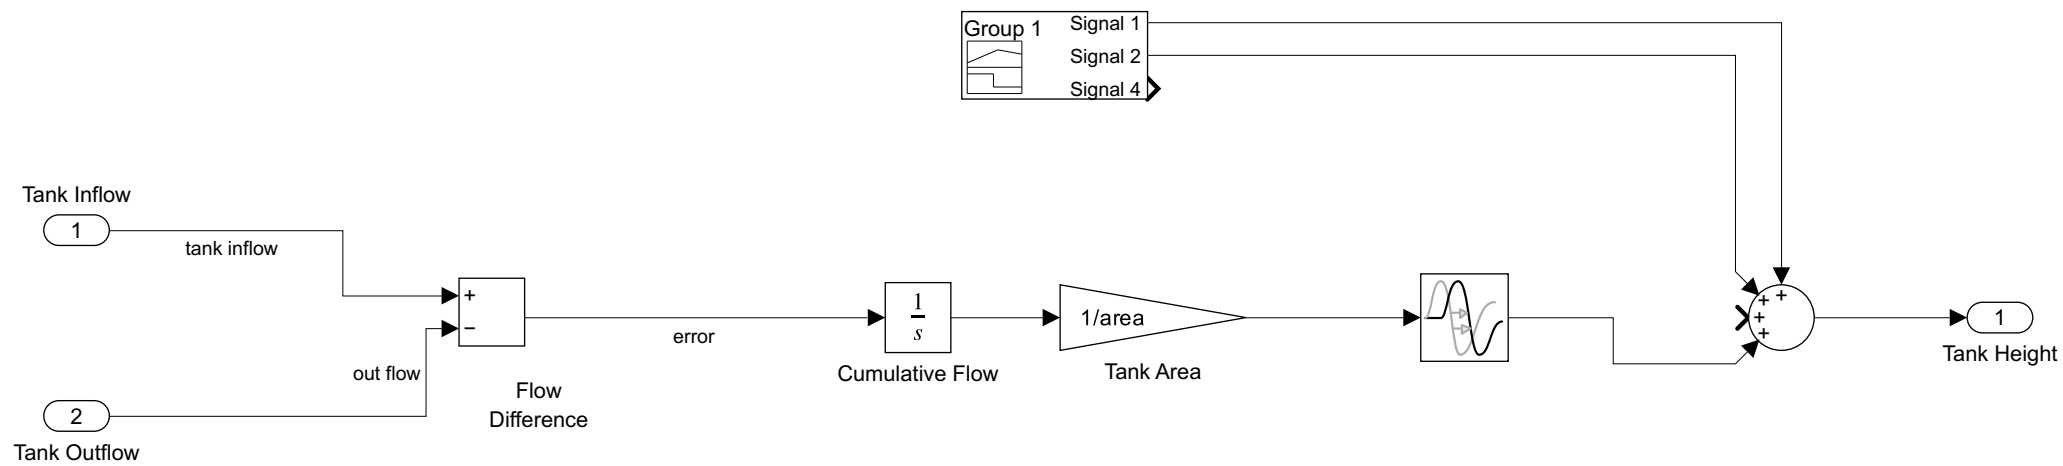 Group 1
Signal 1
Signal 2
Signal 4
Tank Inflow
1
tank inflow
+
−
error
out flow
Flow
Difference
2
Tank Outflow
1
s
Cumulative Flow
1/area
Tank Area
+
+
+
+
1
Tank Height